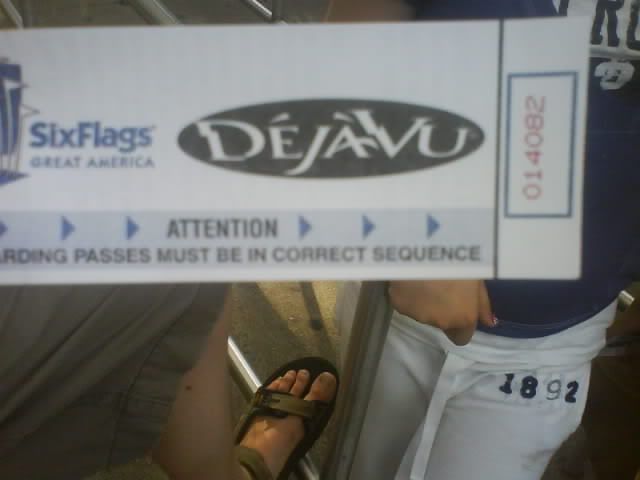 SixFlags
GREAT AMERICA
DÉJÀVU
014082
ATTENTION
ARDING PASSES MUST BE IN CORRECT SEQUENCE
1892